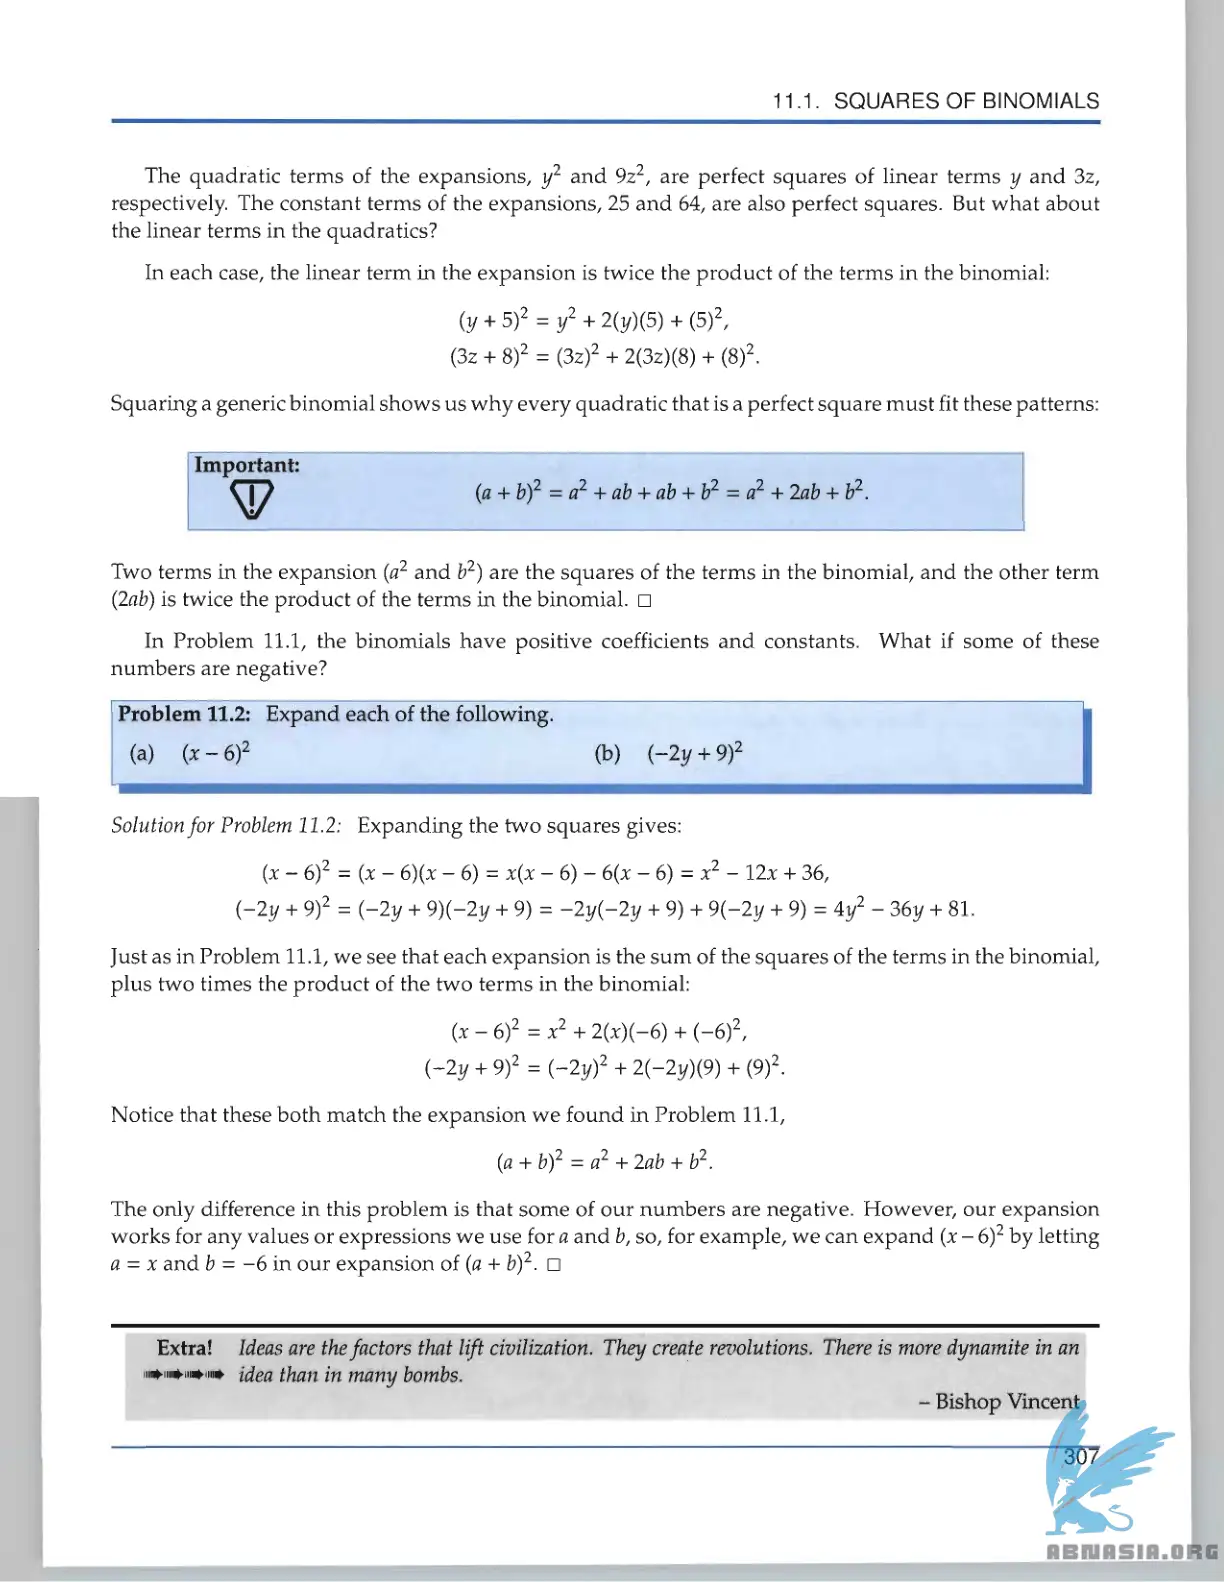 11.1. SQUARES OF BINOMIALS
The quadratic terms of the expansions, y² and 9z², are perfect squares of linear terms y and 3z,
respectively. The constant terms of the expansions, 25 and 64, are also perfect squares. But what about
the linear terms in the quadratics?
In each case, the linear term in the expansion is twice the product of the terms in the binomial:
(y + 5)² = y² + 2(y)(5) + (5)²,
(3z + 8)² = (3z)² + 2(3z)(8) + (8)².
Squaring a generic binomial shows us why every quadratic that is a perfect square must fit these patterns:
Important:
(a + b)² = a² + ab + ab + b² = a² + 2ab + b².
Two terms in the expansion (a² and b²) are the squares of the terms in the binomial, and the other term
(2ab) is twice the product of the terms in the binomial. □
In Problem 11.1, the binomials have positive coefficients and constants. What if some of these
numbers are negative?
Problem 11.2: Expand each of the following.
(a) (x − 6)² (b) (−2y + 9)²
Solution for Problem 11.2: Expanding the two squares gives:
(x − 6)² = (x − 6)(x − 6) = x(x − 6) − 6(x − 6) = x² − 12x + 36,
(−2y + 9)² = (−2y + 9)(−2y + 9) = −2y(−2y + 9) + 9(−2y + 9) = 4y² − 36y + 81.
Just as in Problem 11.1, we see that each expansion is the sum of the squares of the terms in the binomial,
plus two times the product of the two terms in the binomial:
(x − 6)² = x² + 2(x)(−6) + (−6)²,
(−2y + 9)² = (−2y)² + 2(−2y)(9) + (9)².
Notice that these both match the expansion we found in Problem 11.1,
(a + b)² = a² + 2ab + b².
The only difference in this problem is that some of our numbers are negative. However, our expansion
works for any values or expressions we use for a and b, so, for example, we can expand (x − 6)² by letting
a = x and b = −6 in our expansion of (a + b)². □
Extra! Ideas are the factors that lift civilization. They create revolutions. There is more dynamite in an
idea than in many bombs.
– Bishop Vincent
307
ABNASIA.ORG